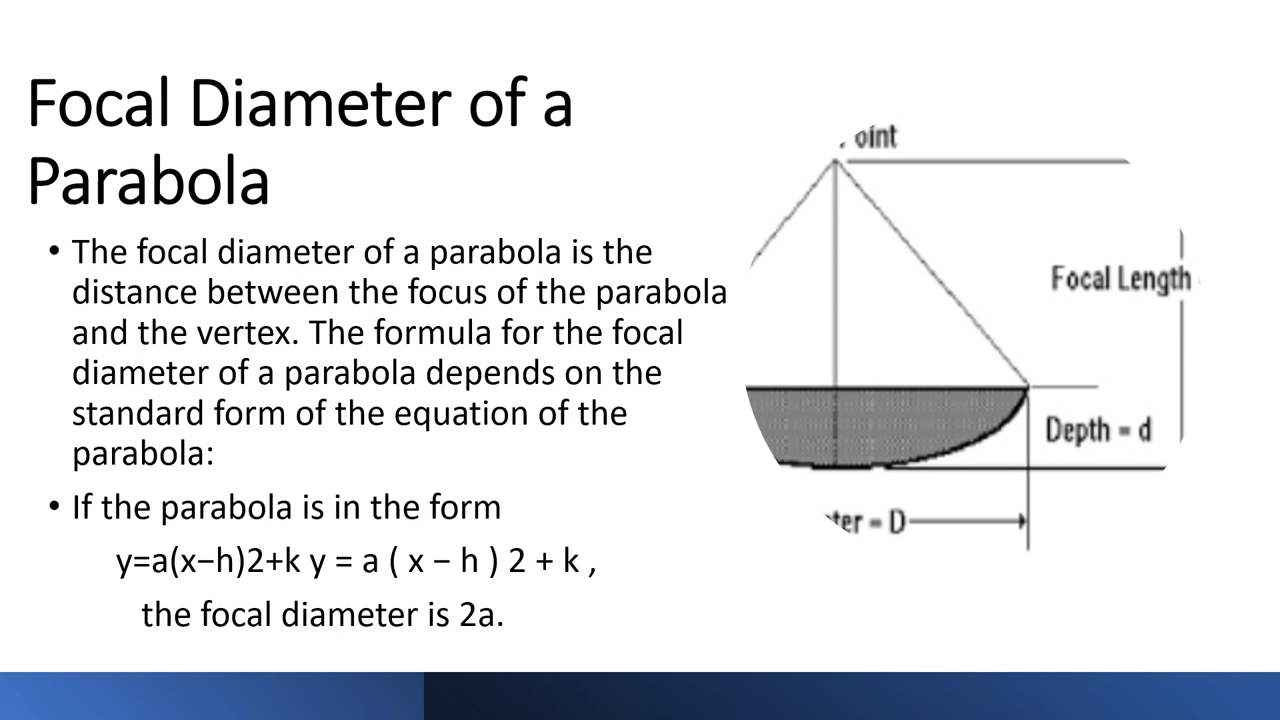 Focal Diameter of a
Parabola
• The focal diameter of a parabola is the
distance between the focus of the parabola
and the vertex. The formula for the focal
diameter of a parabola depends on the
standard form of the equation of the
parabola:
• If the parabola is in the form
y=a(x−h)2+k y = a ( x − h ) 2 + k ,
the focal diameter is 2a.
oint
Focal Length
Depth = d
ter = D